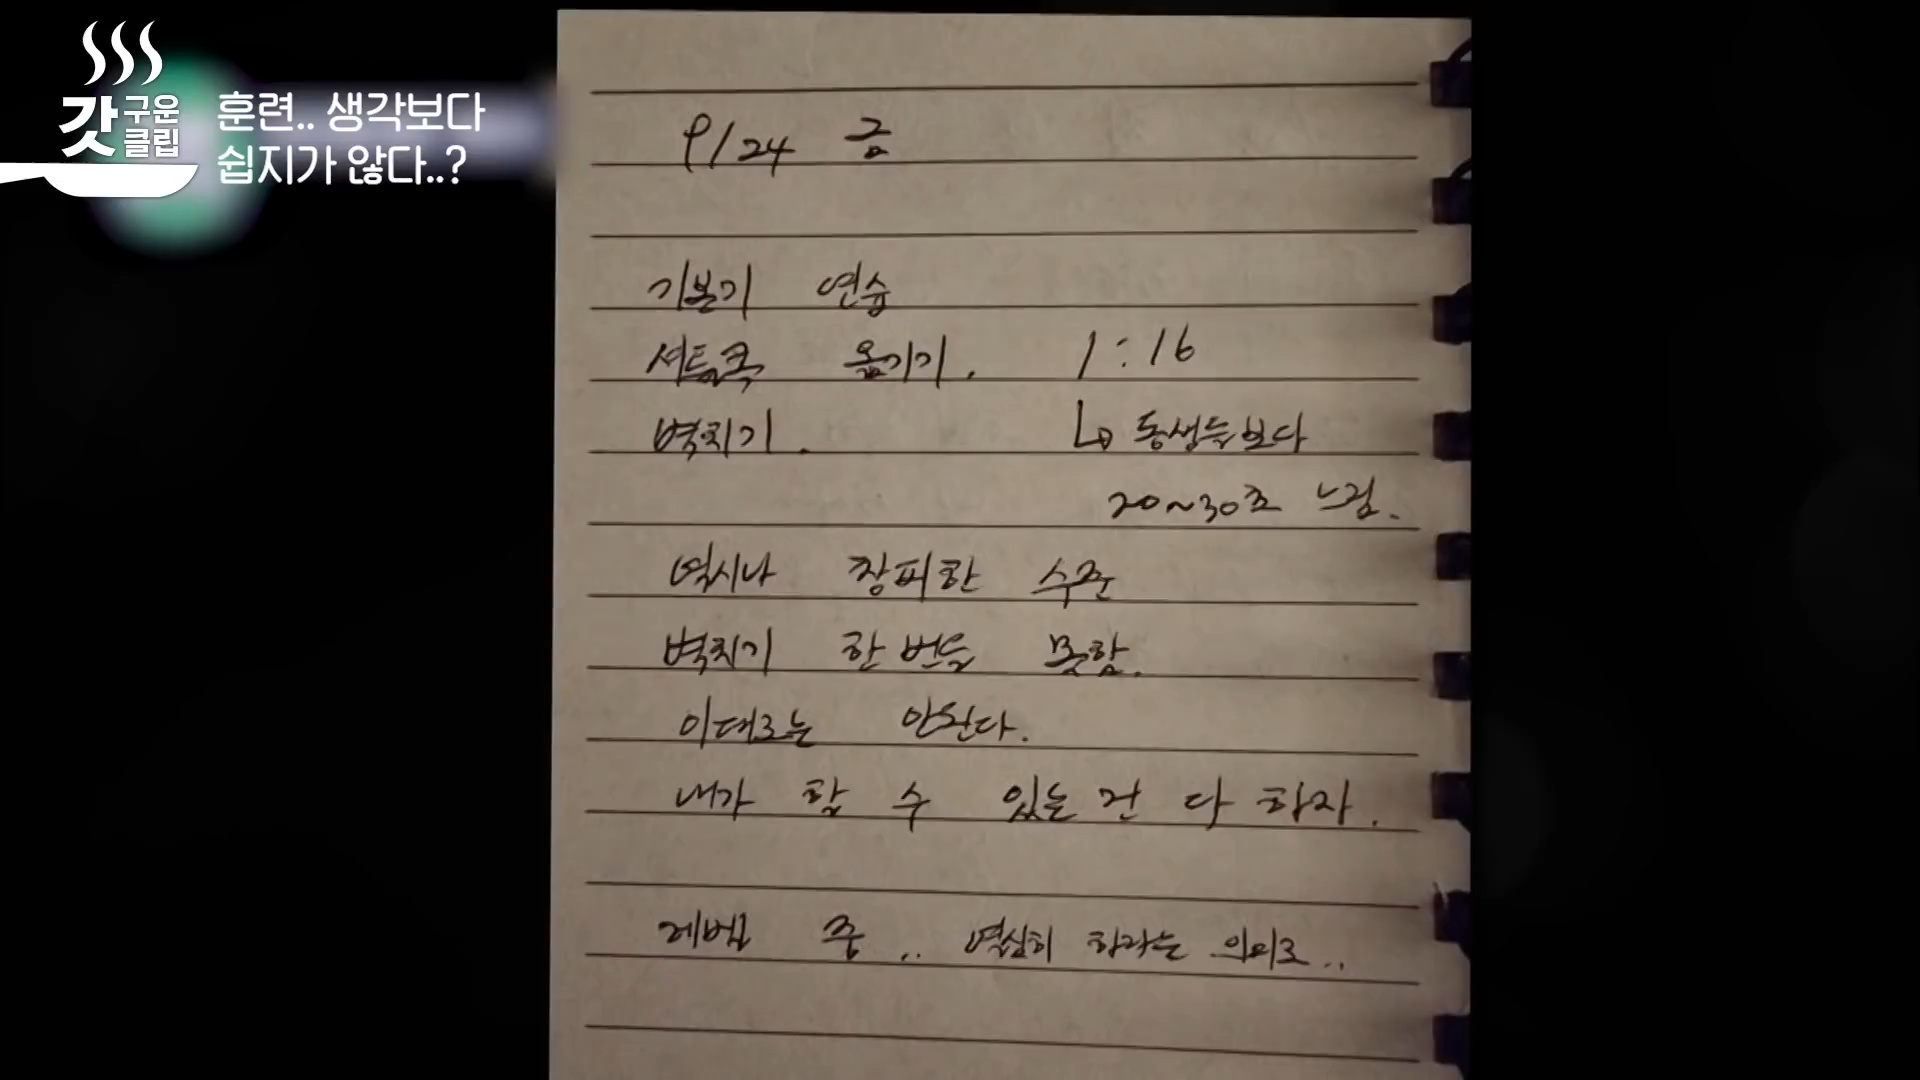 갓구운클립
훈련.. 생각보다
쉽지가 않다..?
9/24 금
기본기 연습
셔틀콕 옮기기. 1:16
벽치기. ↳ 동생들보다
20~30초 느림.
역시나 창피한 수준
벽치기 한번을 못함.
이대로는 안된다.
내가 할 수 있는 건 다 하자.
레벨 중.. 열심히 하라는 의미로..